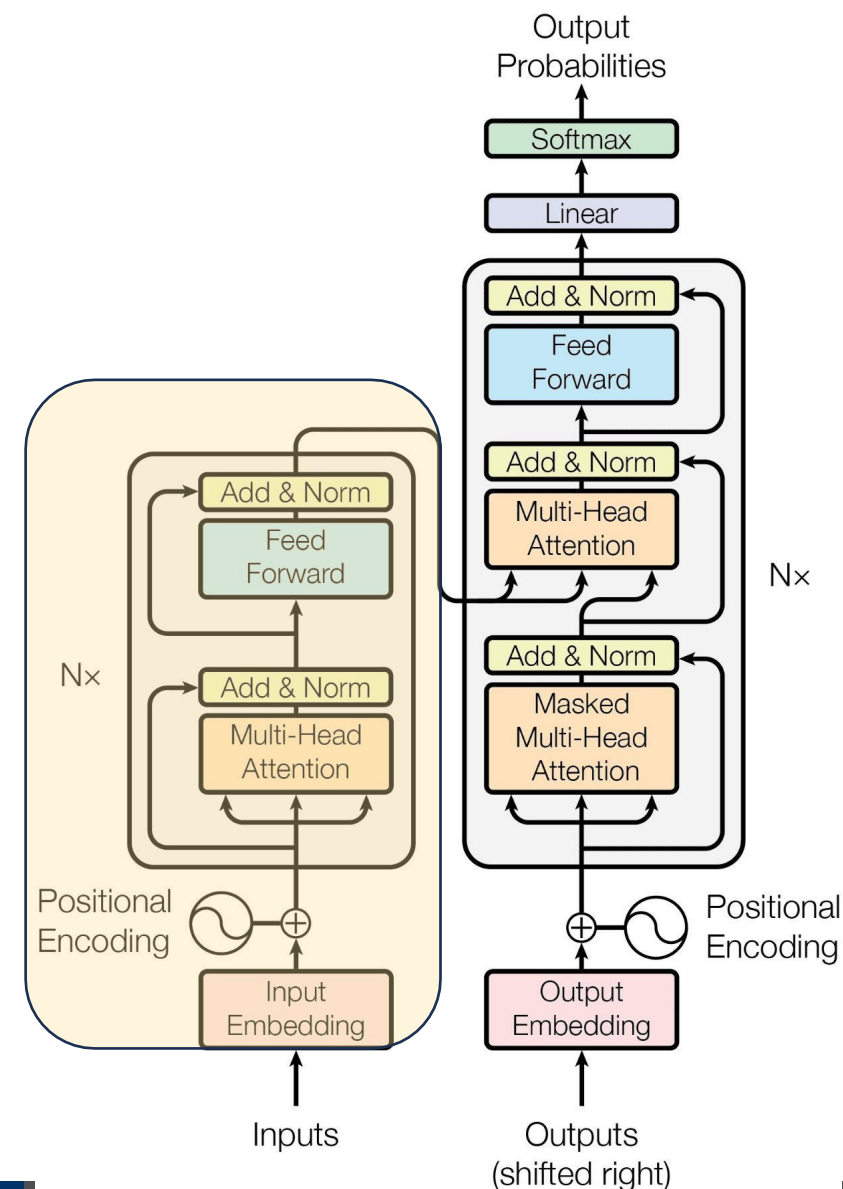 Output
Probabilities
Softmax
Linear
Add & Norm
Feed
Forward
Add & Norm
Multi-Head
Attention
Nx
Add & Norm
Masked
Multi-Head
Attention
Positional
Encoding
Output
Embedding
Outputs
(shifted right)
Add & Norm
Feed
Forward
N×
Add & Norm
Multi-Head
Attention
Positional
Encoding
Input
Embedding
Inputs